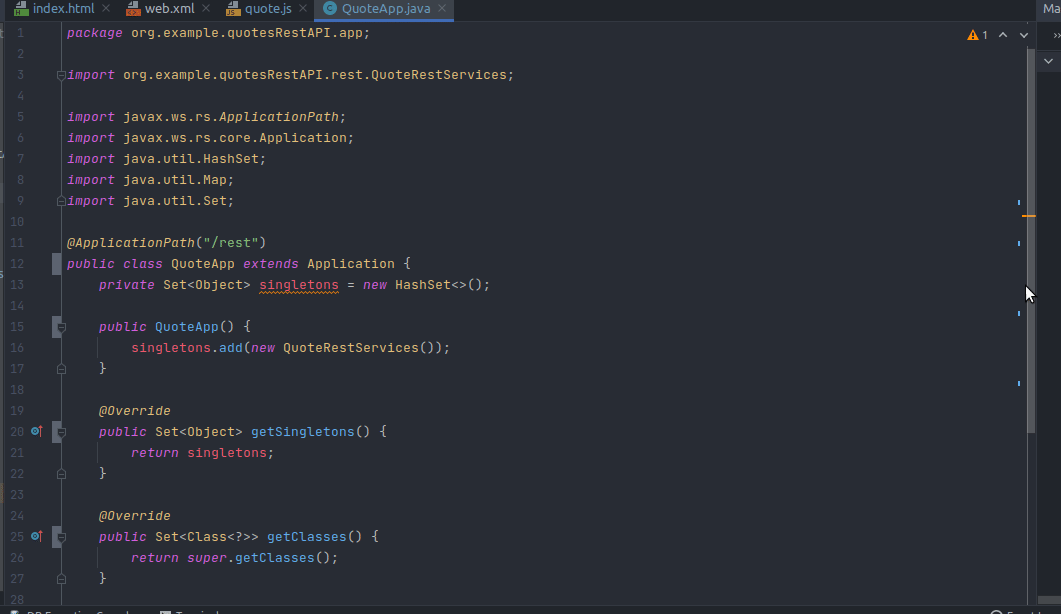 index.html web.xml quote.js QuoteApp.java Ma
1 package org.example.quotesRestAPI.app; 1
2
3 import org.example.quotesRestAPI.rest.QuoteRestServices;
4
5 import javax.ws.rs.ApplicationPath;
6 import javax.ws.rs.core.Application;
7 import java.util.HashSet;
8 import java.util.Map;
9 import java.util.Set;
10
11 @ApplicationPath("/rest")
12 public class QuoteApp extends Application {
13 private Set<Object> singletons = new HashSet<>();
14
15 public QuoteApp() {
16 singletons.add(new QuoteRestServices());
17 }
18
19 @Override
20 public Set<Object> getSingletons() {
21 return singletons;
22 }
23
24 @Override
25 public Set<Class<?>> getClasses() {
26 return super.getClasses();
27 }
28